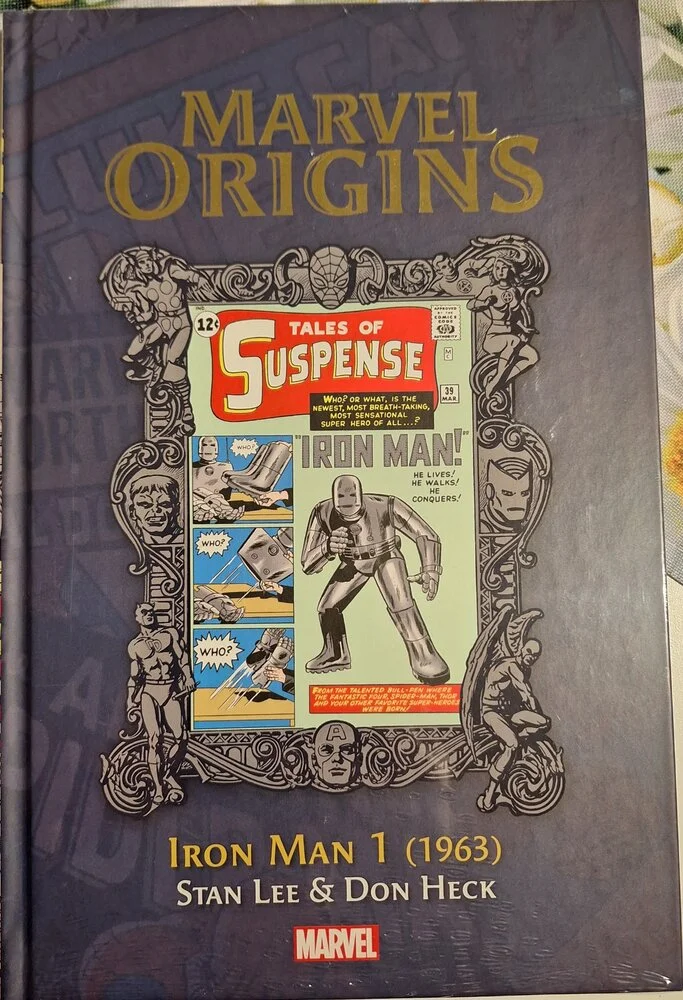 MARVEL
ORIGINS
IND.
12¢
TALES OF
SUSPENSE
APPROVED
BY THE
COMICS
CODE
AUTHORITY
M
C
39
MAR.
WHO? OR WHAT, IS THE
NEWEST, MOST BREATH-TAKING,
MOST SENSATIONAL
SUPER HERO OF ALL...?
"IRON MAN!"
HE LIVES!
HE WALKS!
HE
CONQUERS!
WHO?
WHO?
WHO?
FROM THE TALENTED BULL-PEN WHERE
THE FANTASTIC FOUR, SPIDER-MAN, THOR
AND YOUR OTHER FAVORITE SUPER-HEROES
WERE BORN!
IRON MAN 1 (1963)
STAN LEE & DON HECK
MARVEL